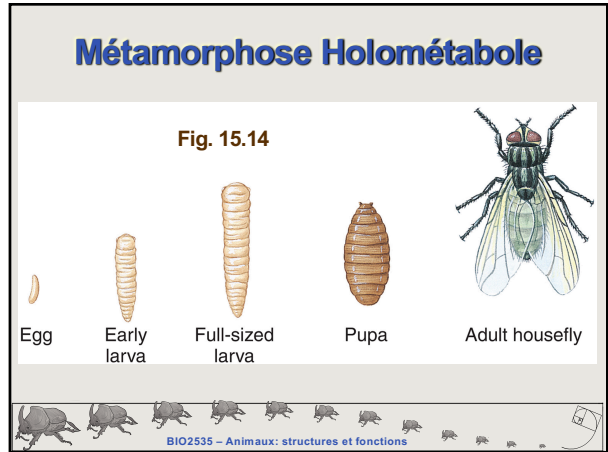 Métamorphose Holométabole
Fig. 15.14
Egg
Early
larva
Full-sized
larva
Pupa
Adult housefly
BIO2535 – Animaux: structures et fonctions